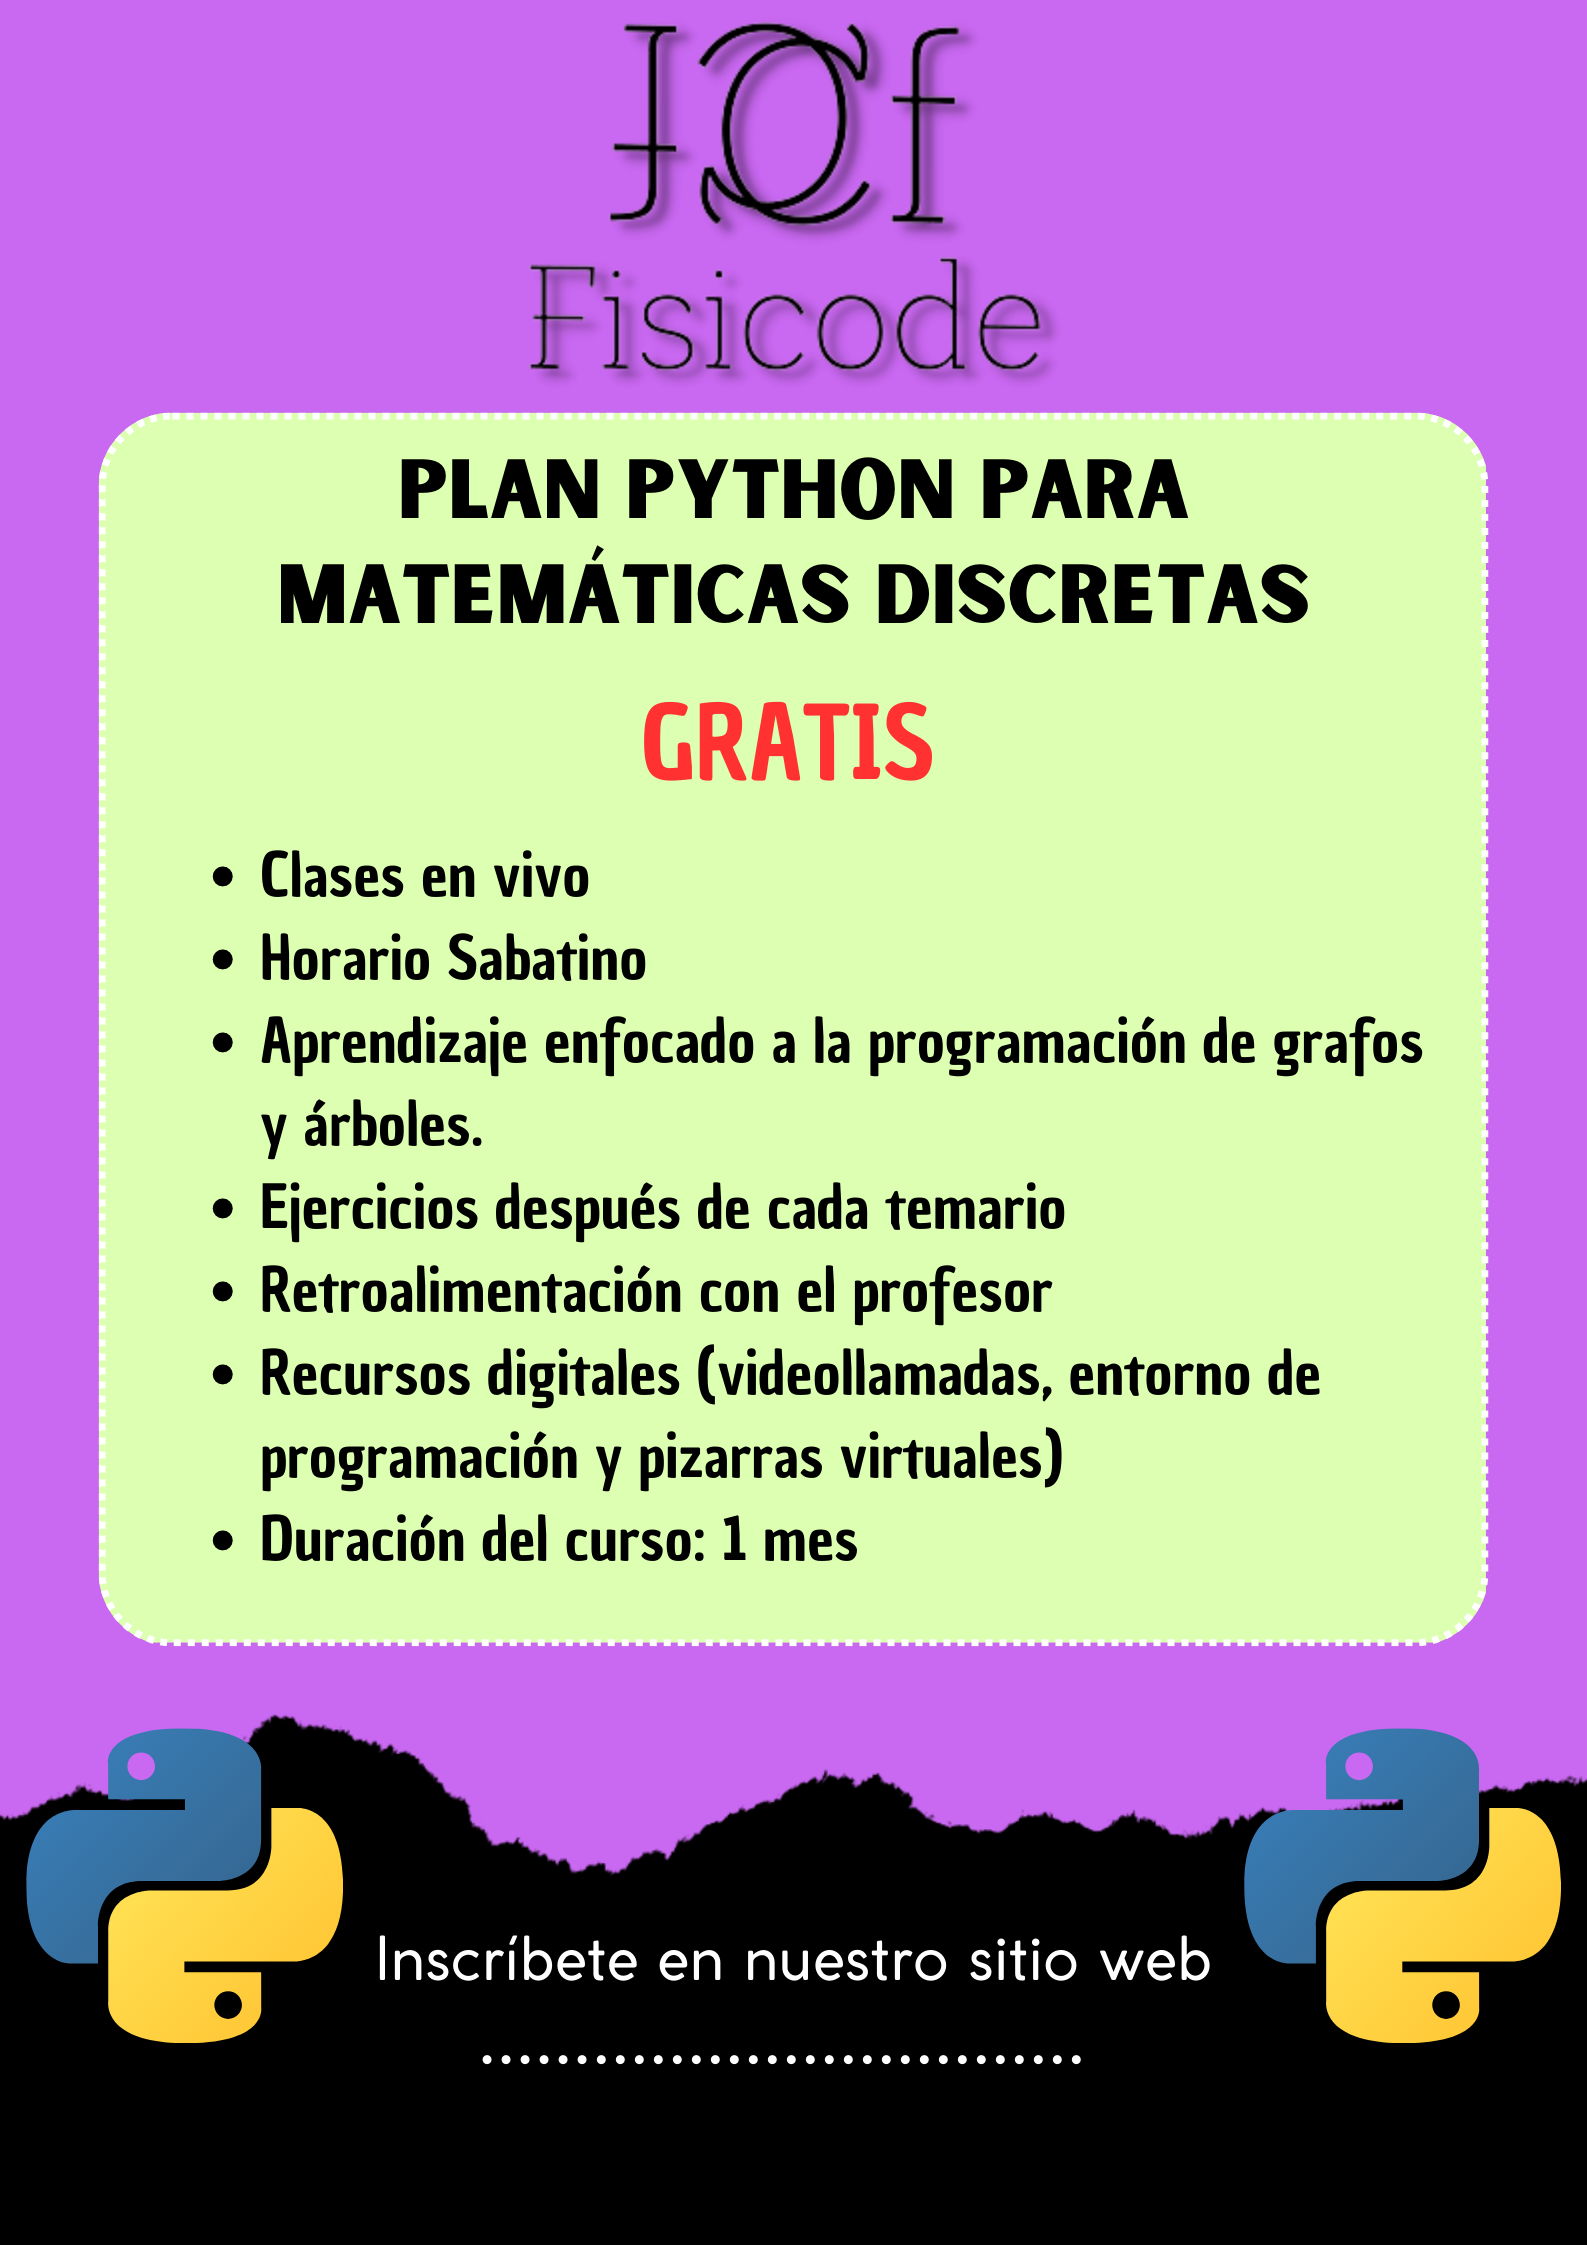 Fisicode
PLAN PYTHON PARA
MATEMÁTICAS DISCRETAS
GRATIS
• Clases en vivo
• Horario Sabatino
• Aprendizaje enfocado a la programación de grafos
y árboles.
• Ejercicios después de cada temario
• Retroalimentación con el profesor
• Recursos digitales (videollamadas, entorno de
programación y pizarras virtuales)
• Duración del curso: 1 mes
Inscríbete en nuestro sitio web